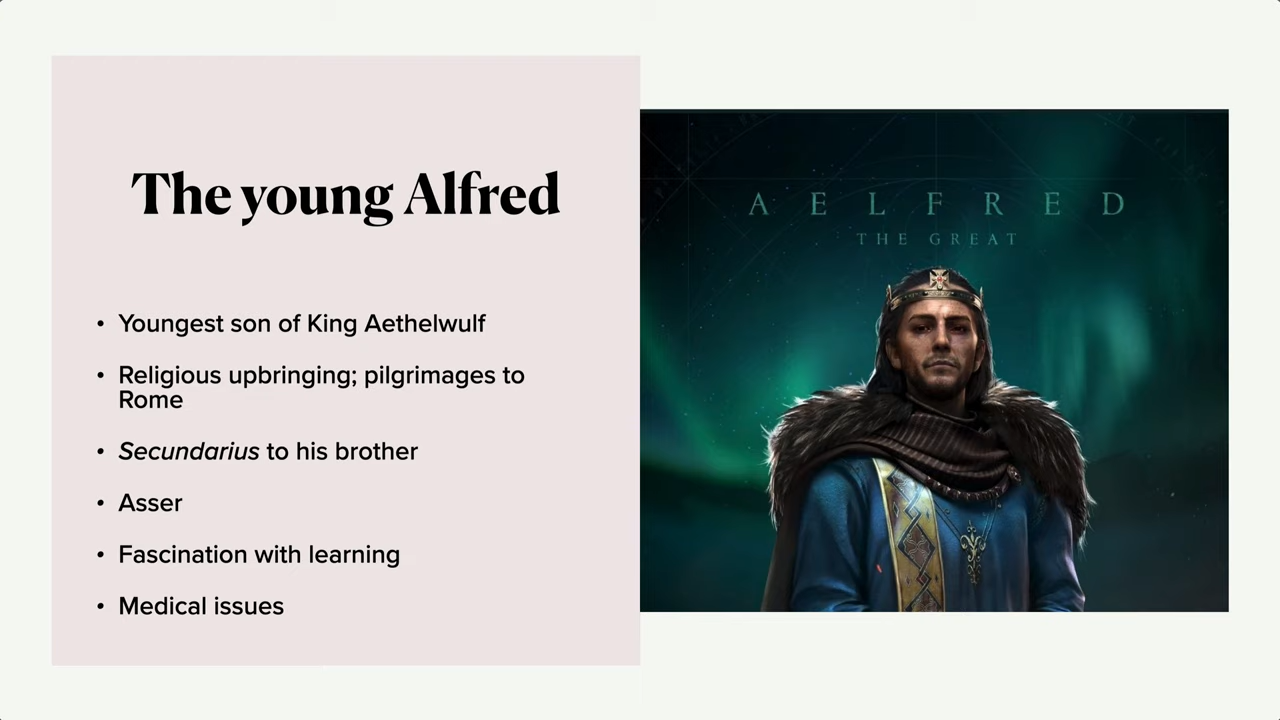 The young Alfred
• Youngest son of King Aethelwulf
• Religious upbringing; pilgrimages to
Rome
• Secundarius to his brother
• Asser
• Fascination with learning
• Medical issues
AELFRED
THE GREAT